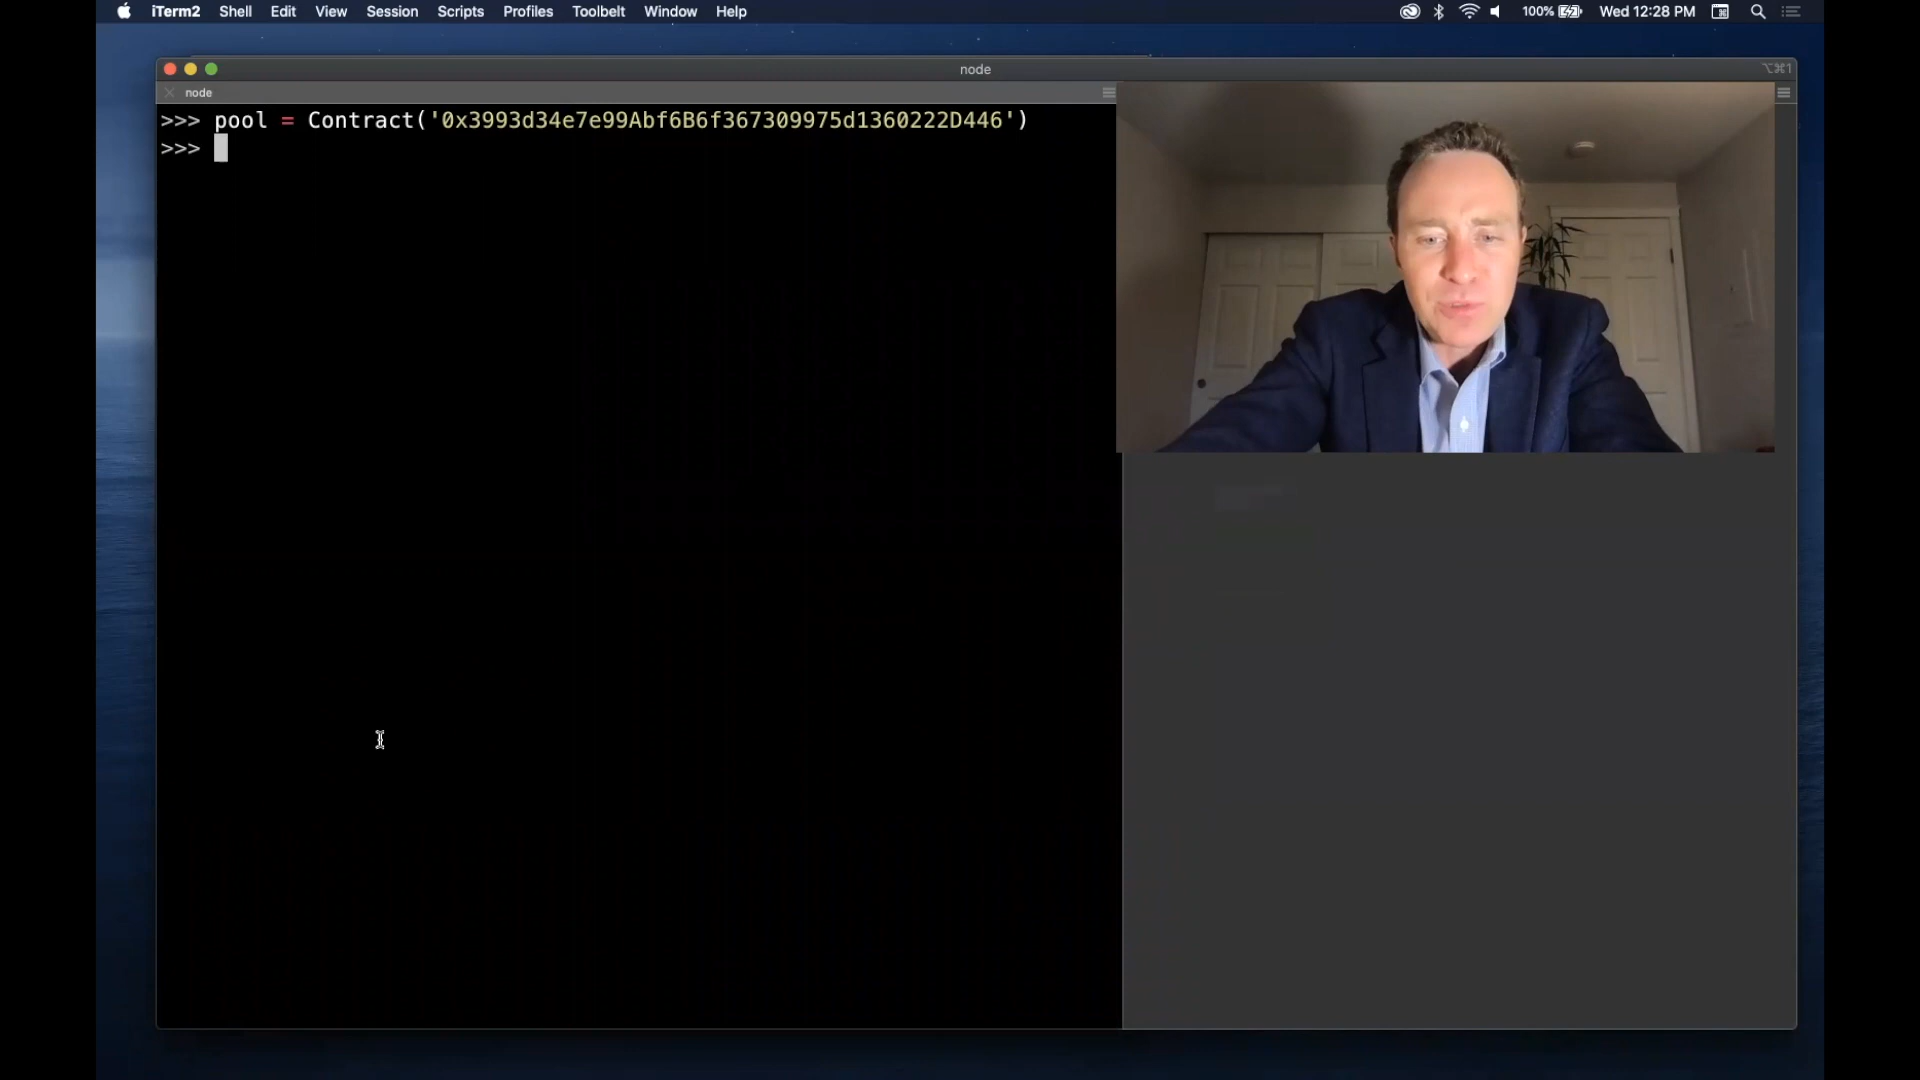 iTerm2 Shell Edit View Session Scripts Profiles Toolbelt Window Help 100% Wed 12:28 PM
node ⌥⌘1
node
>>> pool = Contract('0x3993d34e7e99Abf6B6f367309975d1360222D446')
>>>